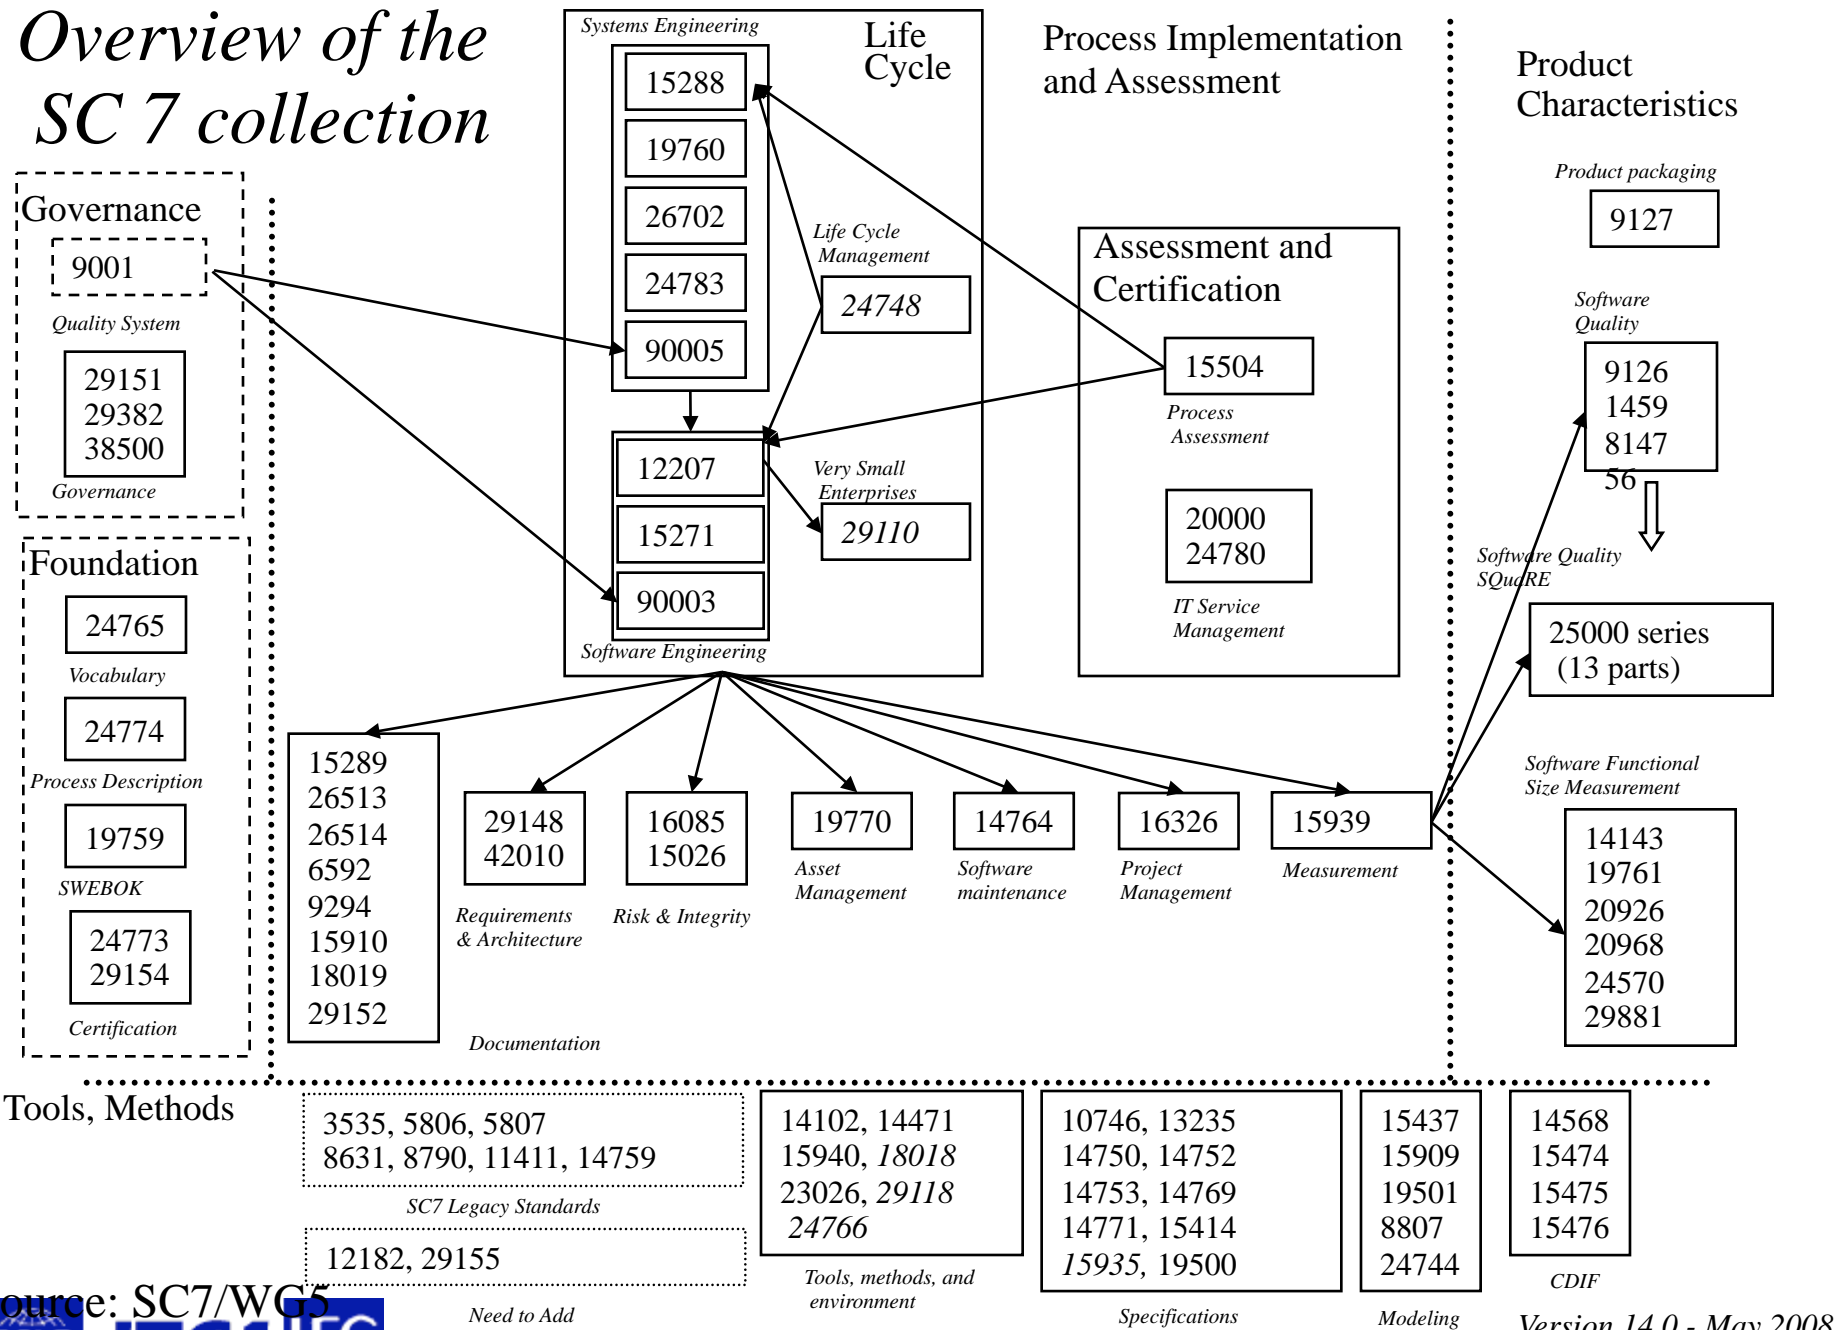 Overview of the
SC 7 collection
Governance
9001
Quality System
29151
29382
38500
Governance
Foundation
24765
Vocabulary
24774
Process Description
19759
SWEBOK
24773
29154
Certification
Systems Engineering
Life
Cycle
15288
19760
26702
24783
90005
Life Cycle
Management
24748
12207
15271
90003
Software Engineering
Very Small
Enterprises
29110
Process Implementation
and Assessment
Assessment and
Certification
15504
Process
Assessment
20000
24780
IT Service
Management
Product
Characteristics
Product packaging
9127
Software
Quality
9126
1459
8147
56
Software Quality
SQuaRE
25000 series
(13 parts)
Software Functional
Size Measurement
14143
19761
20926
20968
24570
29881
15289
26513
26514
6592
9294
15910
18019
29152
Documentation
29148
42010
Requirements
& Architecture
16085
15026
Risk & Integrity
19770
Asset
Management
14764
Software
maintenance
16326
Project
Management
15939
Measurement
Tools, Methods
3535, 5806, 5807
8631, 8790, 11411, 14759
SC7 Legacy Standards
12182, 29155
Need to Add
14102, 14471
15940, 18018
23026, 29118
24766
Tools, methods, and
environment
10746, 13235
14750, 14752
14753, 14769
14771, 15414
15935, 19500
Specifications
15437
15909
19501
8807
24744
Modeling
14568
15474
15475
15476
CDIF
ource: SC7/WG5
Version 14.0 - May 2008